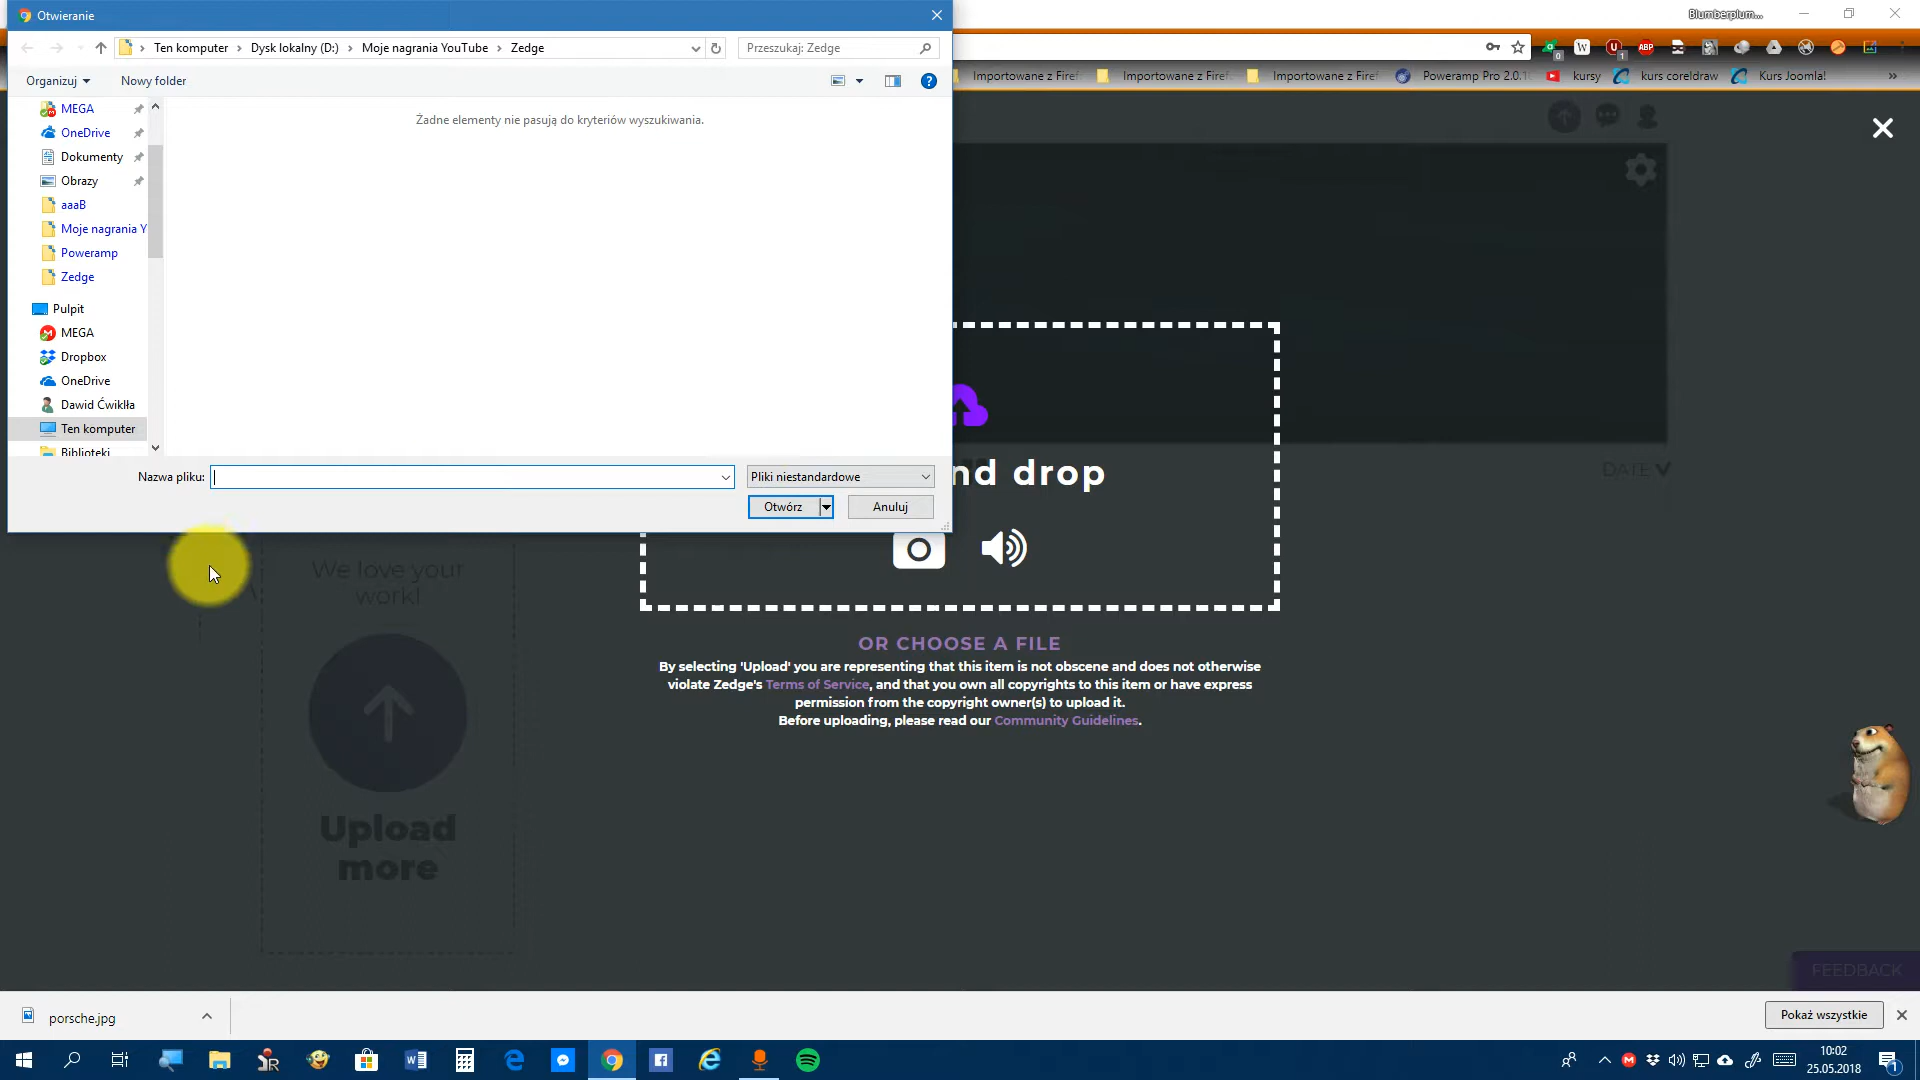 Otwieranie
Blumberplum...
Ten komputer
Dysk lokalny (D:)
Moje nagrania YouTube
Zedge
Przeszukaj: Zedge
Organizuj
Nowy folder
Importowane z Firef
Importowane z Firef
Importowane z Firef
Poweramp Pro 2.0.1
kursy
kurs coreldraw
Kurs Joomla!
»
MEGA
OneDrive
Dokumenty
Obrazy
aaaB
Moje nagrania Y
Poweramp
Zedge
Pulpit
MEGA
Dropbox
OneDrive
Dawid Ćwikłła
Ten komputer
Biblioteki
Żadne elementy nie pasują do kryteriów wyszukiwania.
Nazwa pliku:
Pliki niestandardowe
Otwórz
Anuluj
nd drop
DATE
OR CHOOSE A FILE
By selecting 'Upload' you are representing that this item is not obscene and does not otherwise
violate Zedge's Terms of Service, and that you own all copyrights to this item or have express
permission from the copyright owner(s) to upload it.
Before uploading, please read our Community Guidelines.
We love your
work!
Upload
more
FEEDBACK
porsche.jpg
Pokaż wszystkie
10:02
25.05.2018